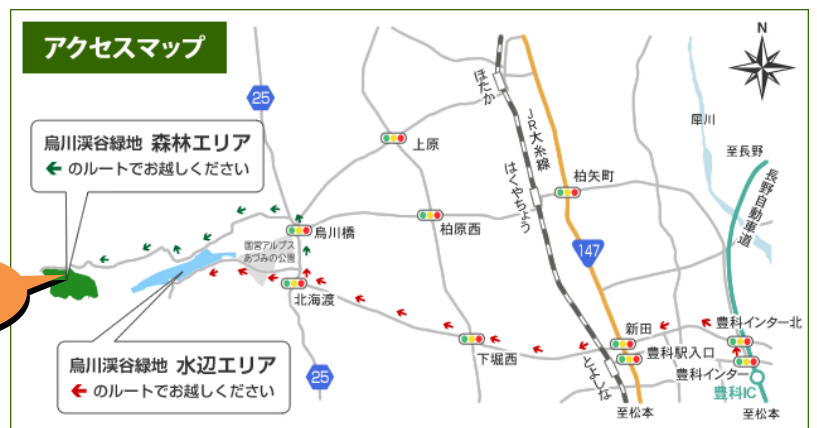 アクセスマップ
N
25
ほたか
JR大糸線
犀川
烏川渓谷緑地 森林エリア
←のルートでお越しください
上原
至長野
長野自動車道
はくやちょう
柏矢町
烏川橋
柏原西
国営アルプス
あづみの公園
147
北海渡
新田
豊科インター北
烏川渓谷緑地 水辺エリア
←のルートでお越しください
下堀西
とよしな
豊科駅入口
豊科インター
25
豊科IC
至松本
至松本